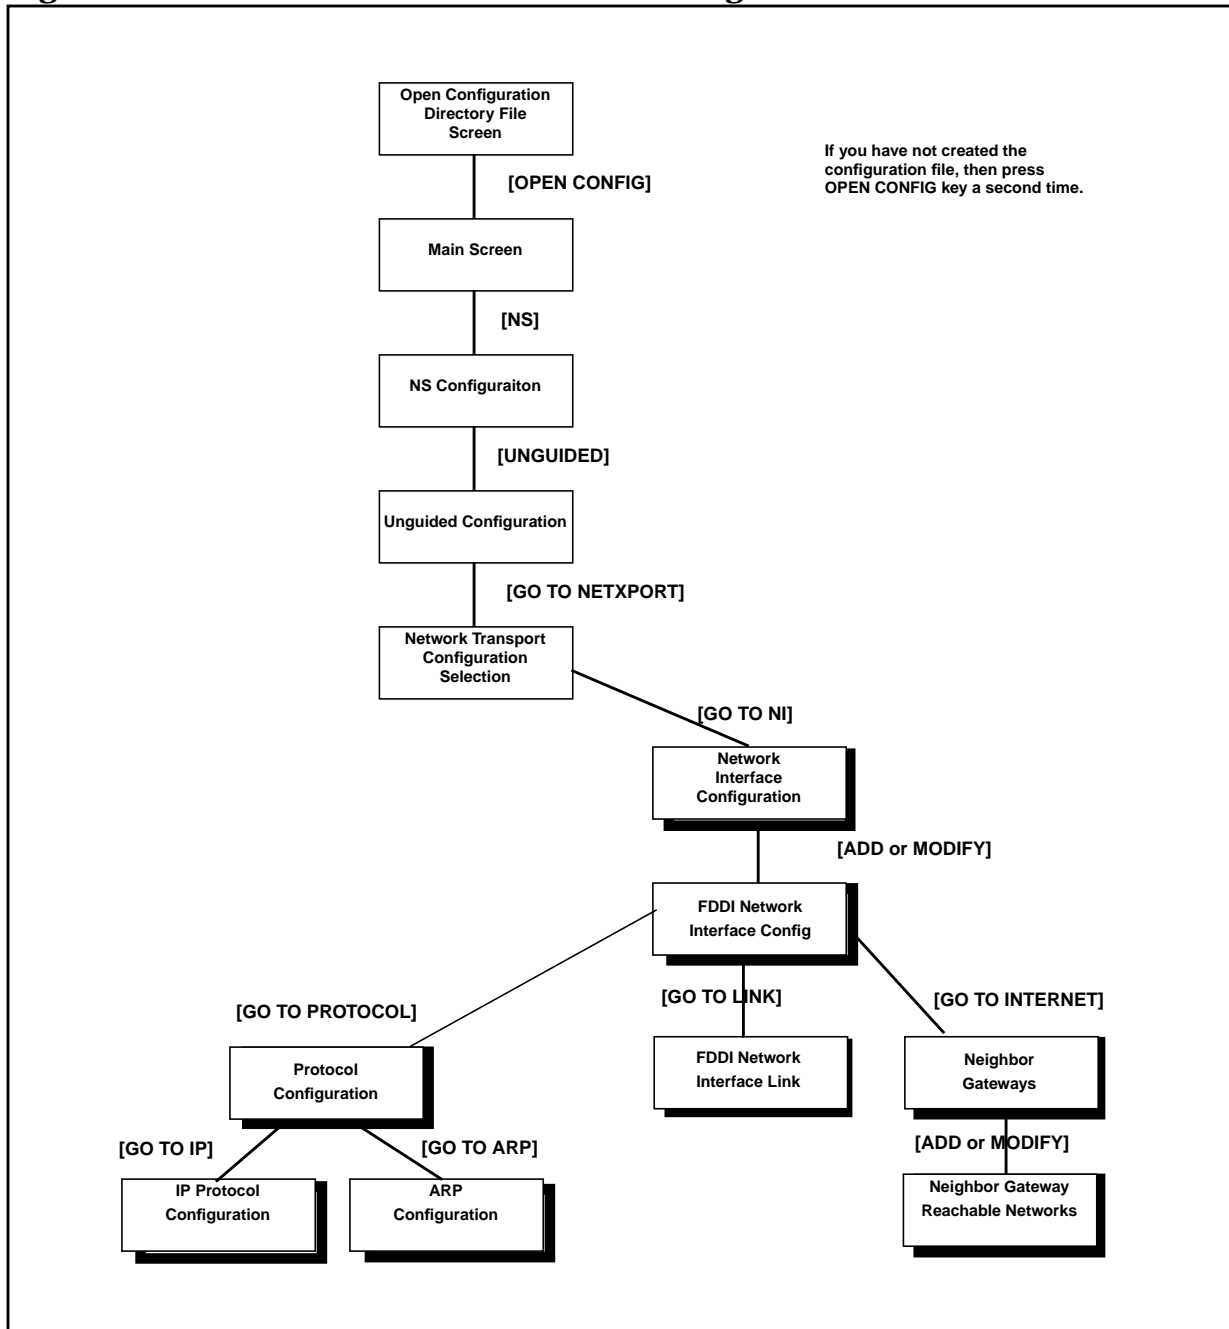 Open Configuration
Directory File
Screen
If you have not created the
configuration file, then press
OPEN CONFIG key a second time.
[OPEN CONFIG]
Main Screen
[NS]
NS Configuraiton
[UNGUIDED]
Unguided Configuration
[GO TO NETXPORT]
Network Transport
Configuration
Selection
[GO TO NI]
Network
Interface
Configuration
[ADD or MODIFY]
FDDI Network
Interface Config
[GO TO PROTOCOL]
[GO TO LINK]
[GO TO INTERNET]
Protocol
Configuration
FDDI Network
Interface Link
Neighbor
Gateways
[GO TO IP]
[GO TO ARP]
[ADD or MODIFY]
IP Protocol
Configuration
ARP
Configuration
Neighbor Gateway
Reachable Networks